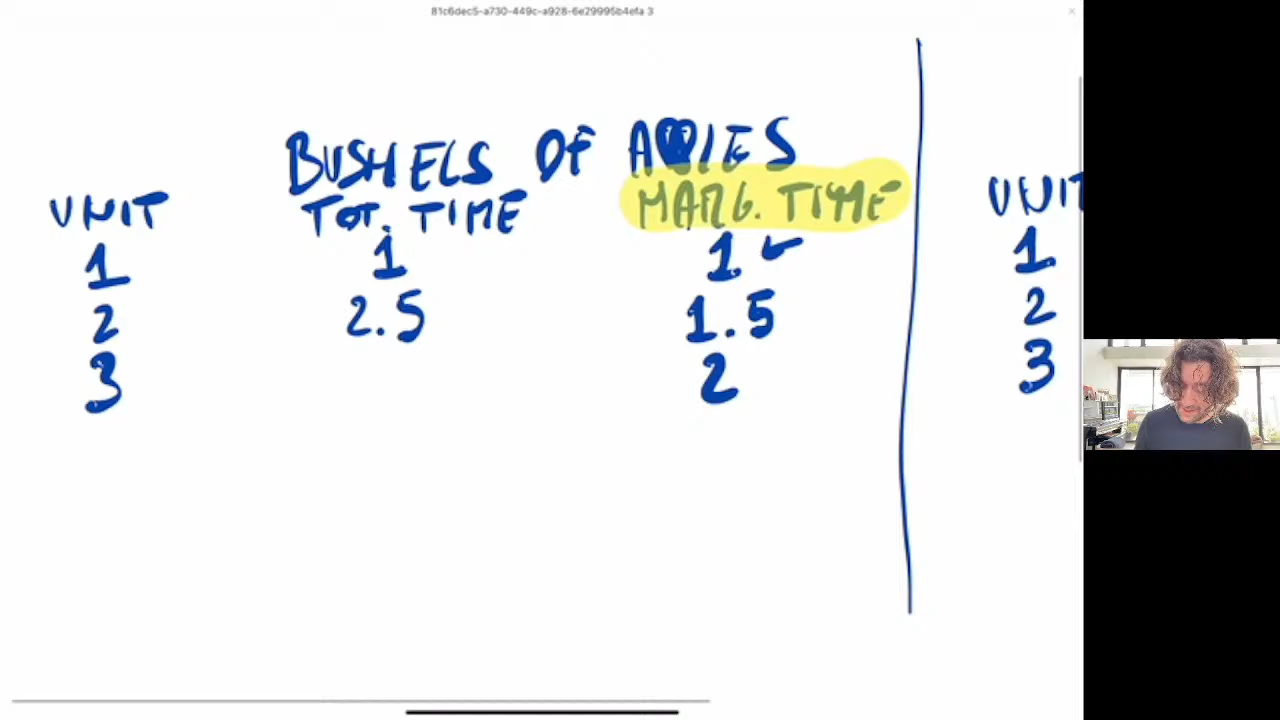 81c6dec5-a730-449c-a928-6e29995b4efa 3
BUSHELS OF
UNIT TOT. TIME MARG. TIME UNIT
1 1 1 1
2 2.5 1.5 2
3 2 3